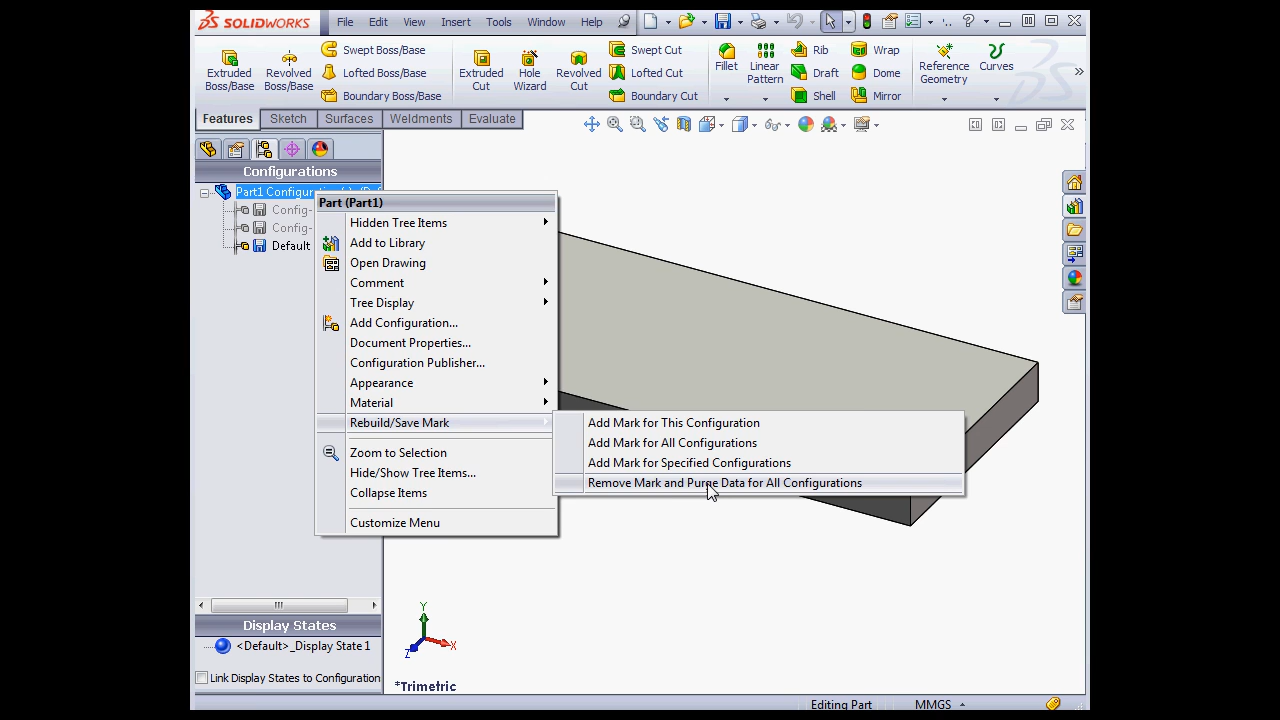 SOLIDWORKS File Edit View Insert Tools Window Help
Extruded Boss/Base
Revolved Boss/Base
Swept Boss/Base
Lofted Boss/Base
Boundary Boss/Base
Extruded Cut
Hole Wizard
Revolved Cut
Swept Cut
Lofted Cut
Boundary Cut
Fillet
Linear Pattern
Rib
Draft
Shell
Wrap
Dome
Mirror
Reference Geometry
Curves
Features Sketch Surfaces Weldments Evaluate
Configurations
Part1 Configuration(s) (D
Config-
Config-
Default
Part (Part1)
Hidden Tree Items
Add to Library
Open Drawing
Comment
Tree Display
Add Configuration...
Document Properties...
Configuration Publisher...
Appearance
Material
Rebuild/Save Mark
Zoom to Selection
Hide/Show Tree Items...
Collapse Items
Customize Menu
Add Mark for This Configuration
Add Mark for All Configurations
Add Mark for Specified Configurations
Remove Mark and Purge Data for All Configurations
Display States
<Default>_Display State 1
Link Display States to Configuration
Y
X
Z
*Trimetric
Editing Part MMGS